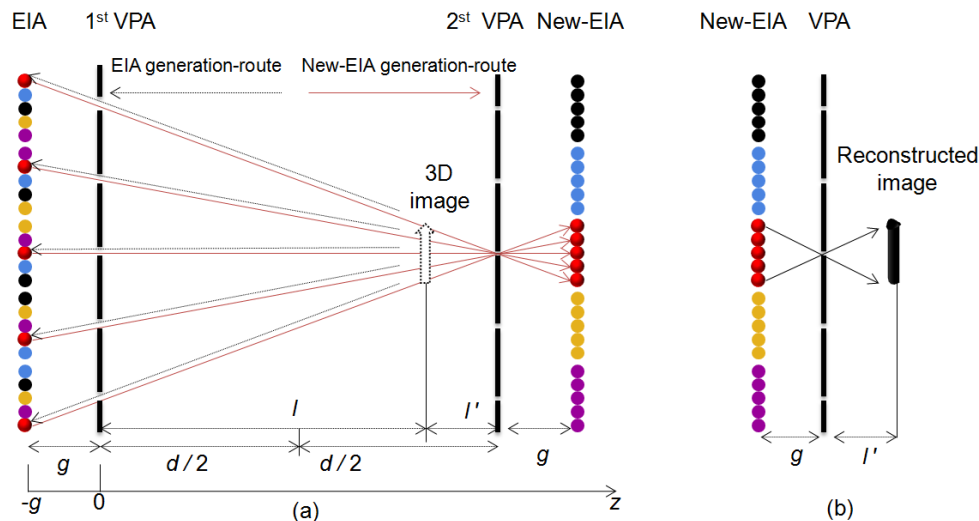 EIA 1st VPA 2st VPA New-EIA New-EIA VPA
EIA generation-route New-EIA generation-route
3D
image
Reconstructed
image
l l'
g d / 2 d / 2 g g l'
-g 0 (a) z (b)